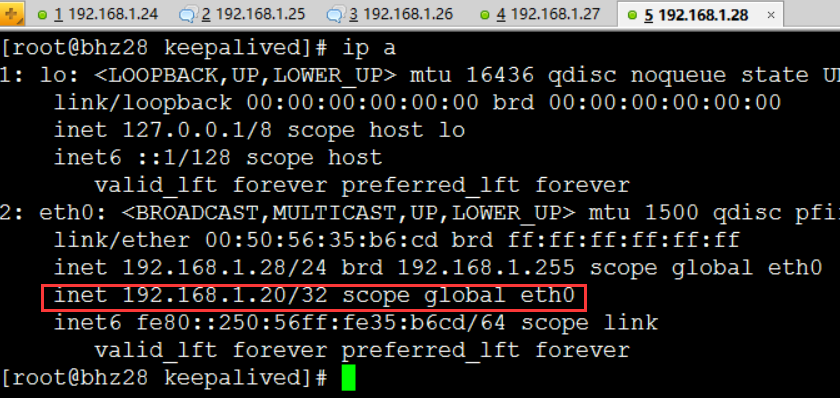 1 192.168.1.24 2 192.168.1.25 3 192.168.1.26 4 192.168.1.27 5 192.168.1.28 ×
[root@bhz28 keepalived]# ip a
1: lo: <LOOPBACK,UP,LOWER_UP> mtu 16436 qdisc noqueue state U
    link/loopback 00:00:00:00:00:00 brd 00:00:00:00:00:00
    inet 127.0.0.1/8 scope host lo
    inet6 ::1/128 scope host
       valid_lft forever preferred_lft forever
2: eth0: <BROADCAST,MULTICAST,UP,LOWER_UP> mtu 1500 qdisc pfi
    link/ether 00:50:56:35:b6:cd brd ff:ff:ff:ff:ff:ff
    inet 192.168.1.28/24 brd 192.168.1.255 scope global eth0
    inet 192.168.1.20/32 scope global eth0
    inet6 fe80::250:56ff:fe35:b6cd/64 scope link
       valid_lft forever preferred_lft forever
[root@bhz28 keepalived]#